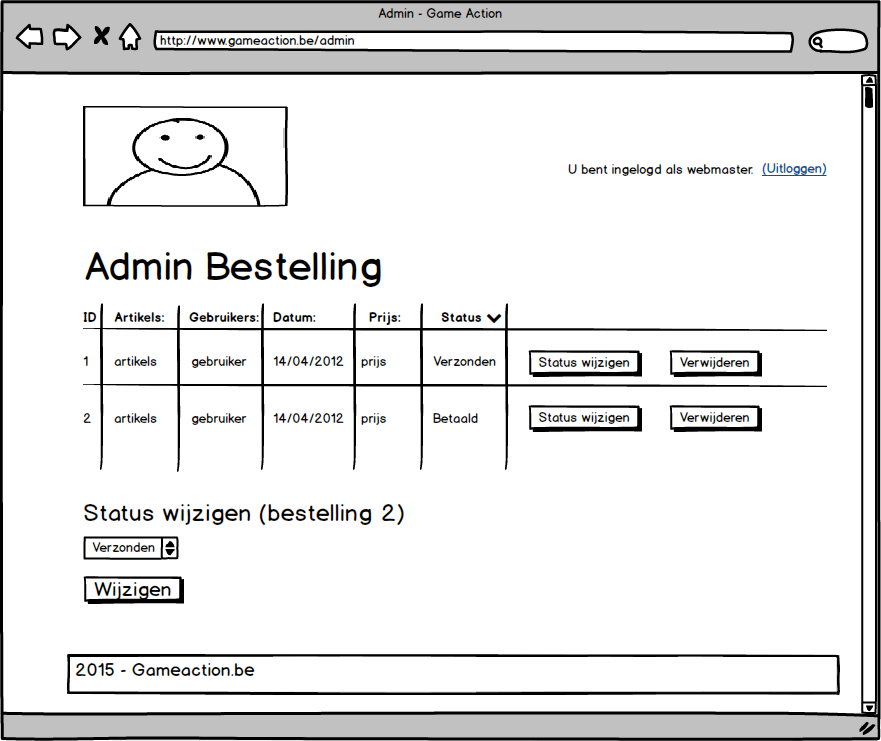 Admin - Game Action
http://www.gameaction.be/admin
U bent ingelogd als webmaster. (Uitloggen)
Admin Bestelling
ID Artikels: Gebruikers: Datum: Prijs: Status
1 artikels gebruiker 14/04/2012 prijs Verzonden Status wijzigen Verwijderen
2 artikels gebruiker 14/04/2012 prijs Betaald Status wijzigen Verwijderen
Status wijzigen (bestelling 2)
Verzonden
Wijzigen
2015 - Gameaction.be